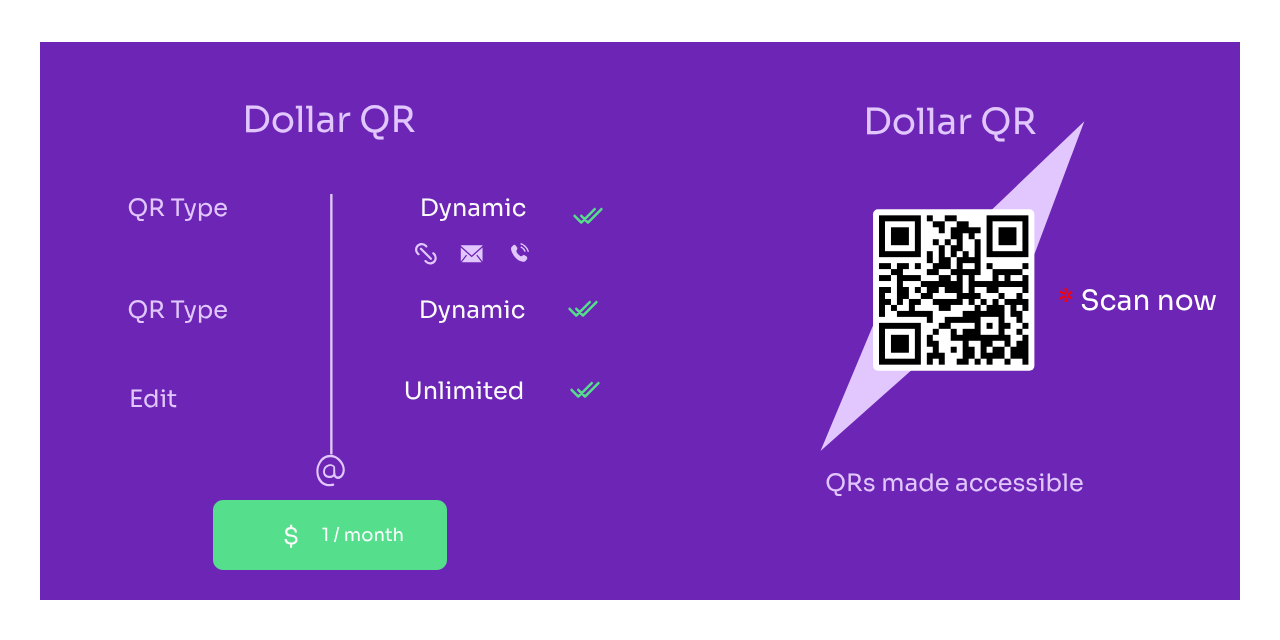 Dollar QR
QR Type Dynamic
QR Type Dynamic
Edit Unlimited
@
$ 1 / month
Dollar QR
* Scan now
QRs made accessible